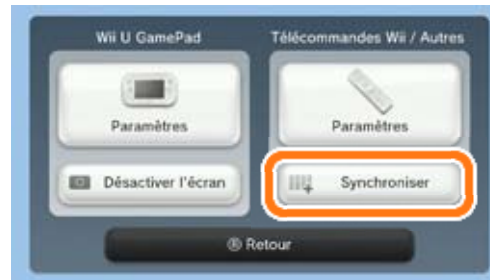 Wii U GamePad
Télécommandes Wii / Autres
Paramètres
Paramètres
Désactiver l'écran
Synchroniser
Ⓑ Retour